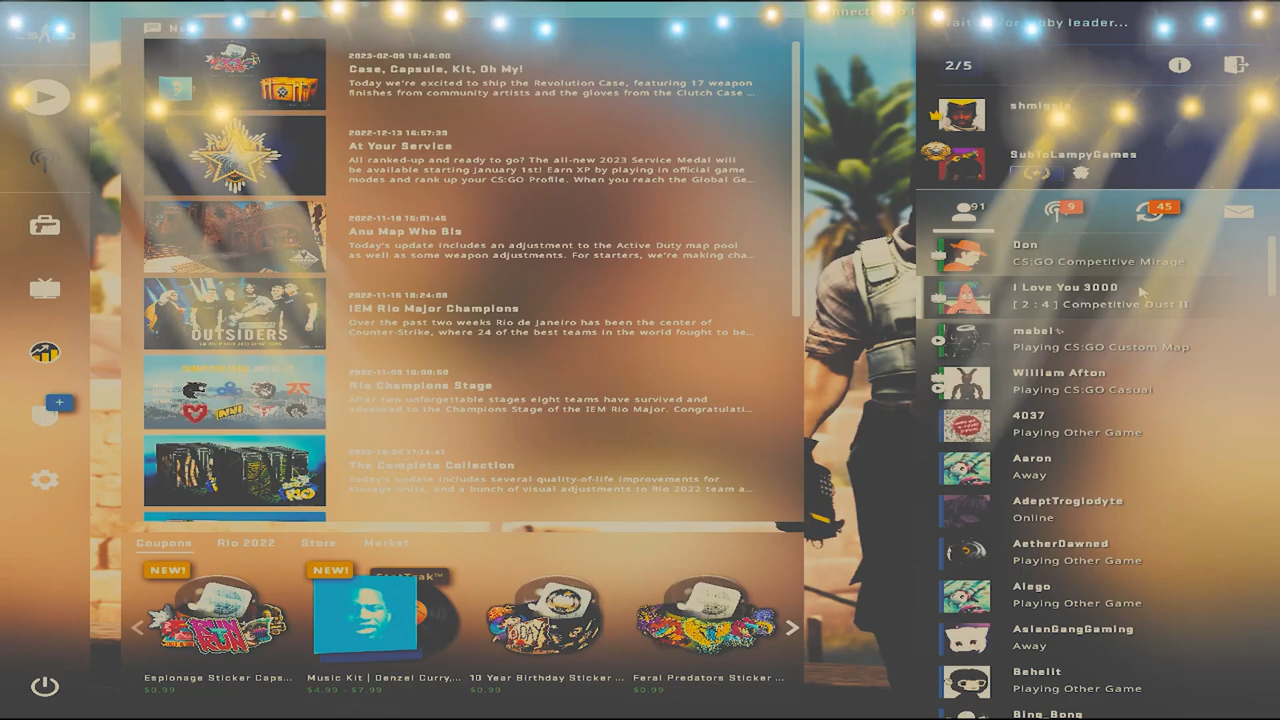 2023-02-09 18:48:00
Case, Capsule, Kit, Oh My!
Today we're excited to ship the Revolution Case, featuring 17 weapon
finishes from community artists and the gloves from the Clutch Case ...
2022-12-13 16:57:39
At Your Service
All ranked-up and ready to go? The all-new 2023 Service Medal will
be available starting January 1st! Earn XP by playing in official game
modes and rank up your CS:GO Profile. When you reach the Global Ge...
2022-11-18 15:01:45
Anu Map Who Bis
Today's update includes an adjustment to the Active Duty map pool
as well as some weapon adjustments. For starters, we're making cha...
2022-11-15 18:24:08
IEM Rio Major Champions
Over the past two weeks Rio de Janeiro has been the center of
Counter-Strike, where 24 of the best teams in the world fought to be...
OUTSIDERS
Rio Champions Stage
After two unforgettable stages eight teams have survived and
advanced to the Champions Stage of the IEM Rio Major. Congratulati...
The Complete Collection
Today's update includes several quality-of-life improvements for
storage units, and a bunch of visual adjustments to Rio 2022 team a...
RIO
Coupons Rio 2022 Store Market
NEW!
NEW!
StatTrak™
Espionage Sticker Caps...
$0.99
Music Kit | Denzel Curry,...
$4.99 - $7.99
10 Year Birthday Sticker ...
$0.99
Feral Predators Sticker ...
$0.99
lobby leader...
2/5
SubToLampyGames
91
9
45
Don
CS:GO Competitive Mirage
I Love You 3000
[ 2 : 4 ] Competitive Dust II
mabel
Playing CS:GO Custom Map
William Afton
Playing CS:GO Casual
4037
Playing Other Game
Aaron
Away
AdeptTroglodyte
Online
AetherDawned
Playing Other Game
Alego
Playing Other Game
AsianGangGaming
Away
Behelit
Playing Other Game
Bing_Bong